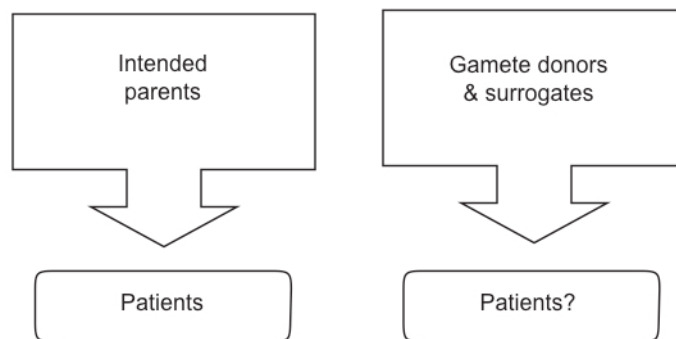 Intended
parents
Gamete donors
& surrogates
Patients
Patients?